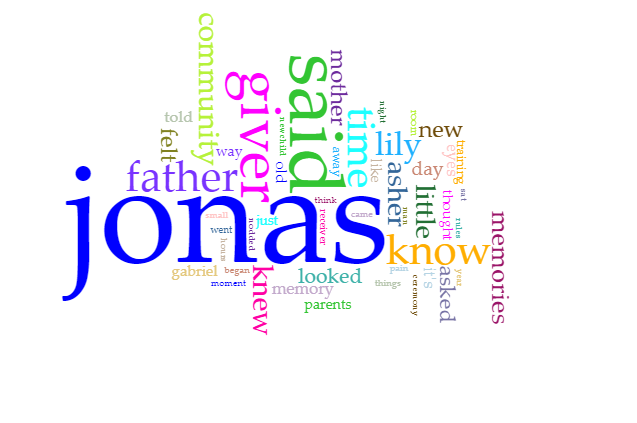 community
told
felt
way
giver
newchild
old
said
mother
away
time
night
like
lily
room
new
training
eyes
day
asher
father
jonas
small
went
hours
nodded
just
think
receiver
came
man
little
thought
sat
rules
know
memories
gabriel
began
moment
knew
memory
looked
parents
pain
things
ceremony
it's
asked
year